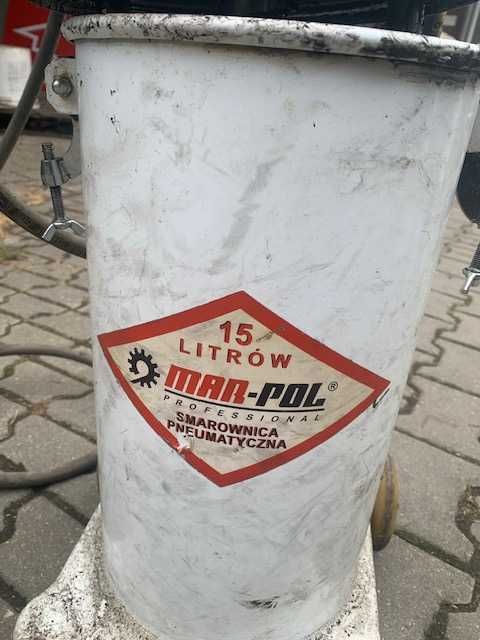 15
LITRÓW
MAR-POL®
PROFESSIONAL
SMAROWNICA
PNEUMATYCZNA